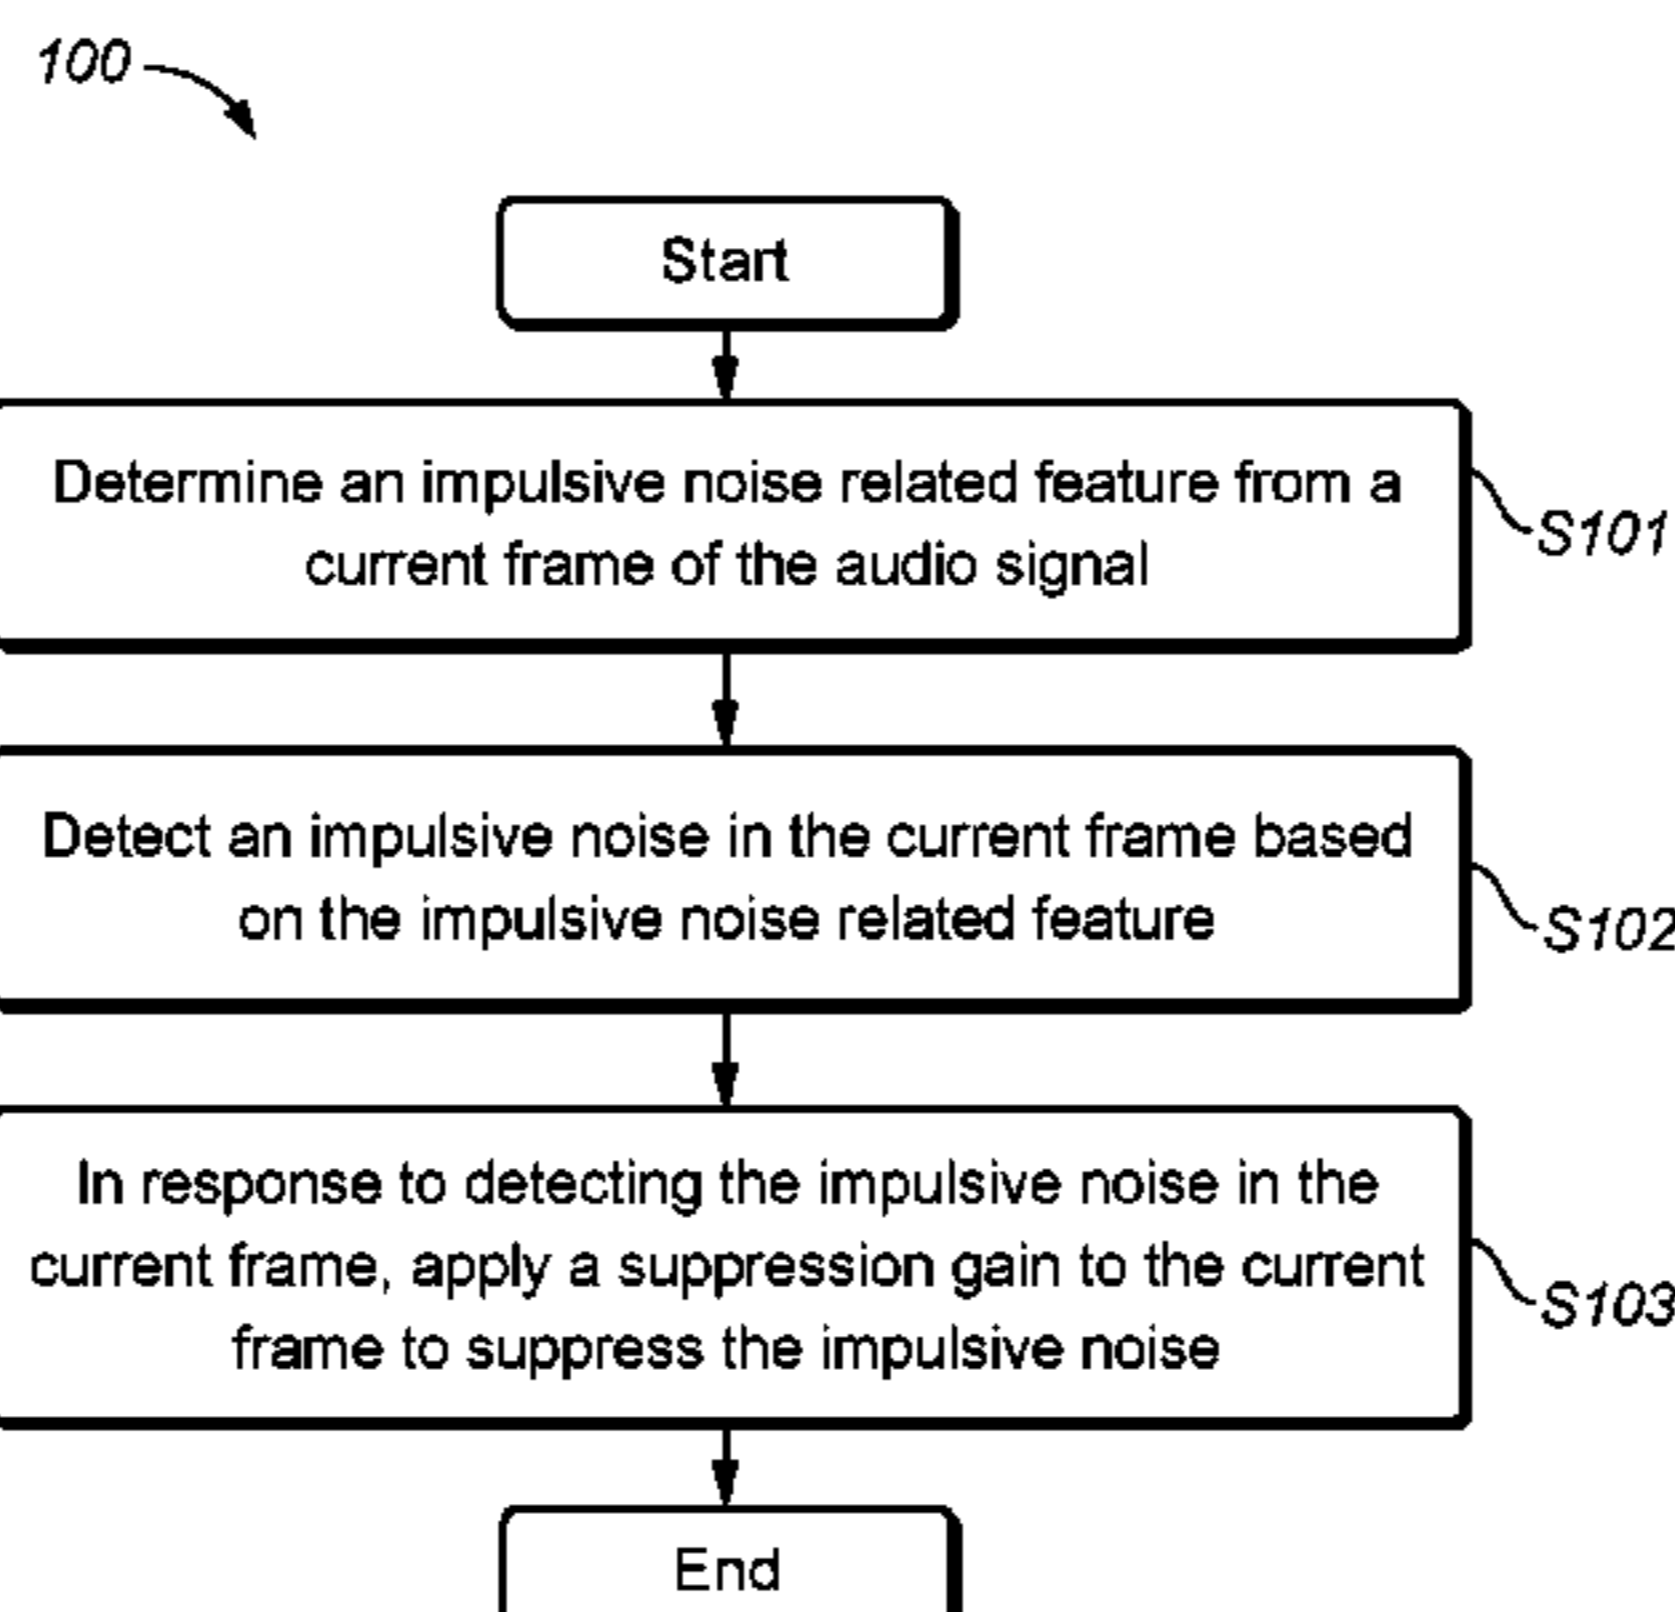 100
Start
Determine an impulsive noise related feature from a
current frame of the audio signal
S101
Detect an impulsive noise in the current frame based
on the impulsive noise related feature
S102
In response to detecting the impulsive noise in the
current frame, apply a suppression gain to the current
frame to suppress the impulsive noise
S103
End